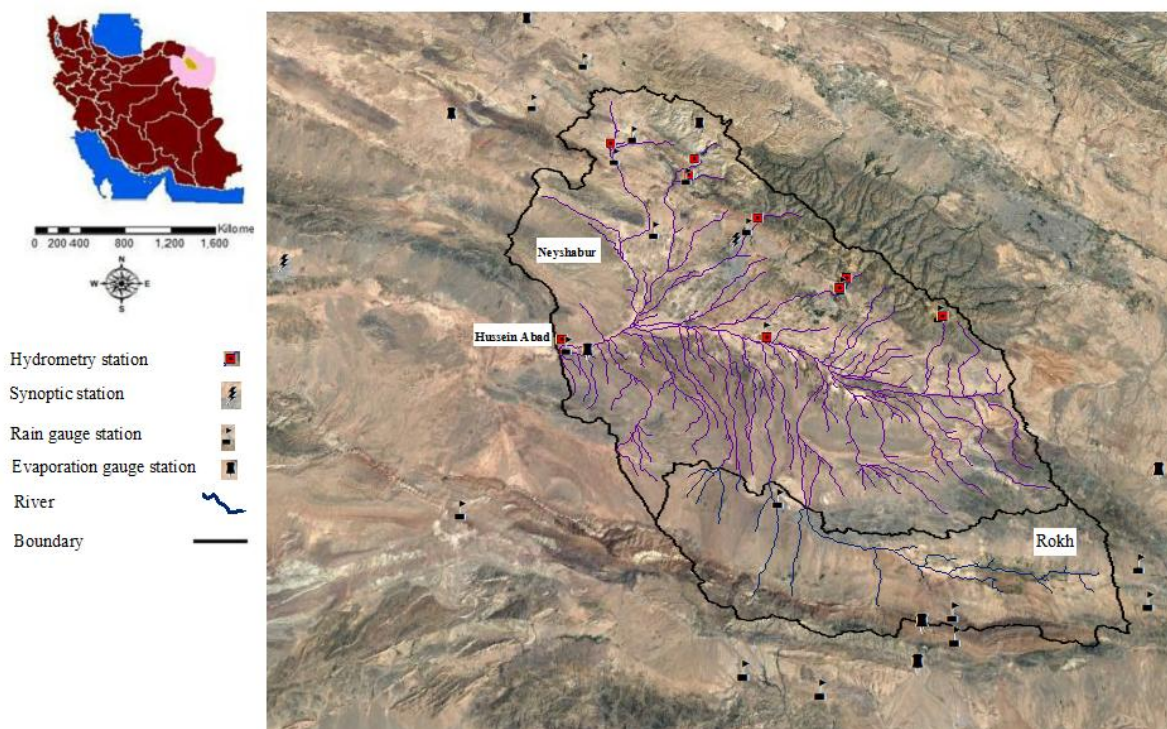 Kilome
0 200 400 800 1,200 1,600
N
W E
S
Hydrometry station
Synoptic station
Rain gauge station
Evaporation gauge station
River
Boundary
Neyshabur
Hussein Abad
Rokh